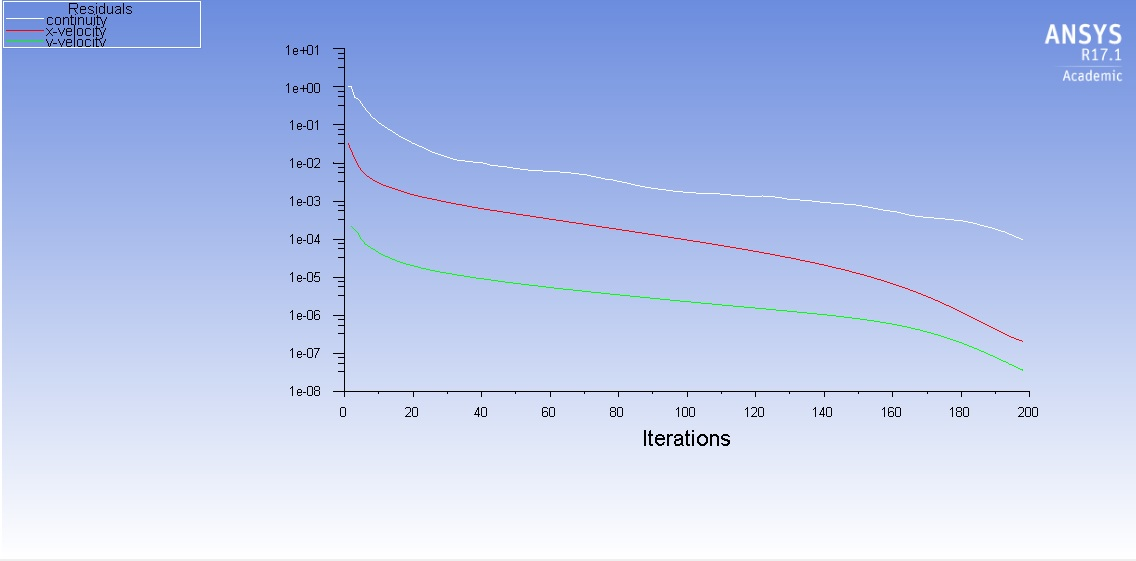 Residuals
continuity
x-velocity
y-velocity
ANSYS
R17.1
Academic
1e+01
1e+00
1e-01
1e-02
1e-03
1e-04
1e-05
1e-06
1e-07
1e-08
0 20 40 60 80 100 120 140 160 180 200
Iterations